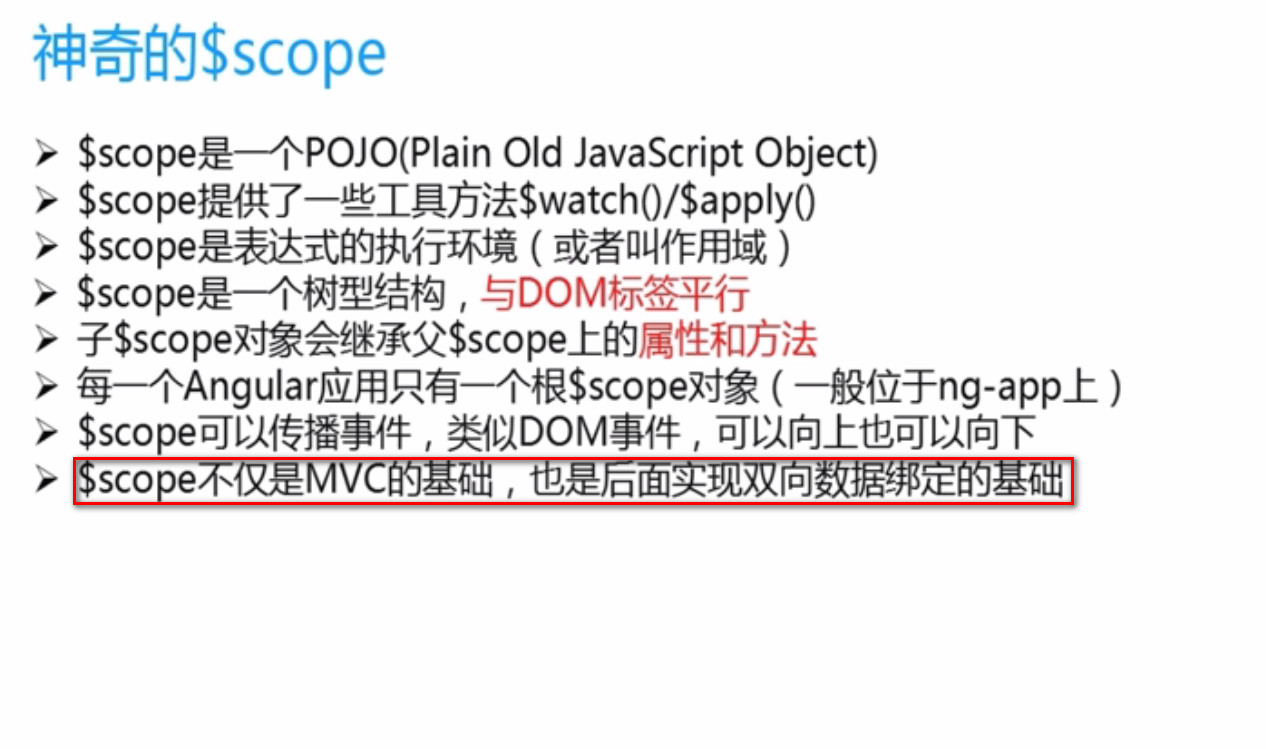 神奇的$scope
➢ $scope是一个POJO(Plain Old JavaScript Object)
➢ $scope提供了一些工具方法$watch()/$apply()
➢ $scope是表达式的执行环境（或者叫作用域）
➢ $scope是一个树型结构，与DOM标签平行
➢ 子$scope对象会继承父$scope上的属性和方法
➢ 每一个Angular应用只有一个根$scope对象（一般位于ng-app上）
➢ $scope可以传播事件，类似DOM事件，可以向上也可以向下
➢ $scope不仅是MVC的基础，也是后面实现双向数据绑定的基础